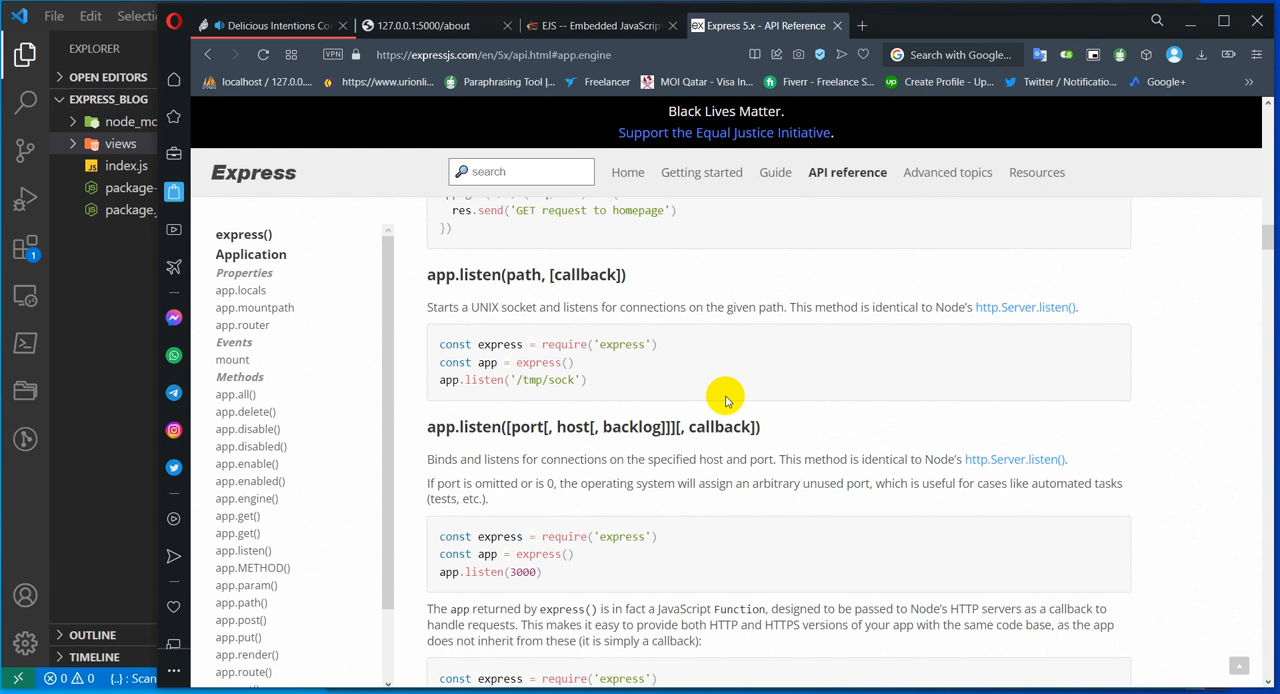 File Edit Selecti
EXPLORER
OPEN EDITORS
EXPRESS_BLOG
node_mc
views
index.js
package-
package.
OUTLINE
TIMELINE
0 0 {..} : Scan
1
Delicious Intentions Co
127.0.0.1:5000/about
EJS -- Embedded JavaScrip
Express 5.x - API Reference
VPN https://expressjs.com/en/5x/api.html#app.engine
Search with Google...
localhost / 127.0.0....
https://www.urionli...
Paraphrasing Tool |...
Freelancer
MOI Qatar - Visa In...
Fiverr - Freelance S...
Create Profile - Up...
Twitter / Notificatio...
Google+
Black Lives Matter.
Support the Equal Justice Initiative.
Express
search
Home Getting started Guide API reference Advanced topics Resources
express()
Application
Properties
app.locals
app.mountpath
app.router
Events
mount
Methods
app.all()
app.delete()
app.disable()
app.disabled()
app.enable()
app.enabled()
app.engine()
app.get()
app.get()
app.listen()
app.METHOD()
app.param()
app.path()
app.post()
app.put()
app.render()
app.route()
res.send('GET request to homepage')
})
app.listen(path, [callback])
Starts a UNIX socket and listens for connections on the given path. This method is identical to Node's http.Server.listen().
const express = require('express')
const app = express()
app.listen('/tmp/sock')
app.listen([port[, host[, backlog]]][, callback])
Binds and listens for connections on the specified host and port. This method is identical to Node's http.Server.listen().
If port is omitted or is 0, the operating system will assign an arbitrary unused port, which is useful for cases like automated tasks
(tests, etc.).
const express = require('express')
const app = express()
app.listen(3000)
The app returned by express() is in fact a JavaScript Function, designed to be passed to Node's HTTP servers as a callback to
handle requests. This makes it easy to provide both HTTP and HTTPS versions of your app with the same code base, as the app
does not inherit from these (it is simply a callback):
const express = require('express')